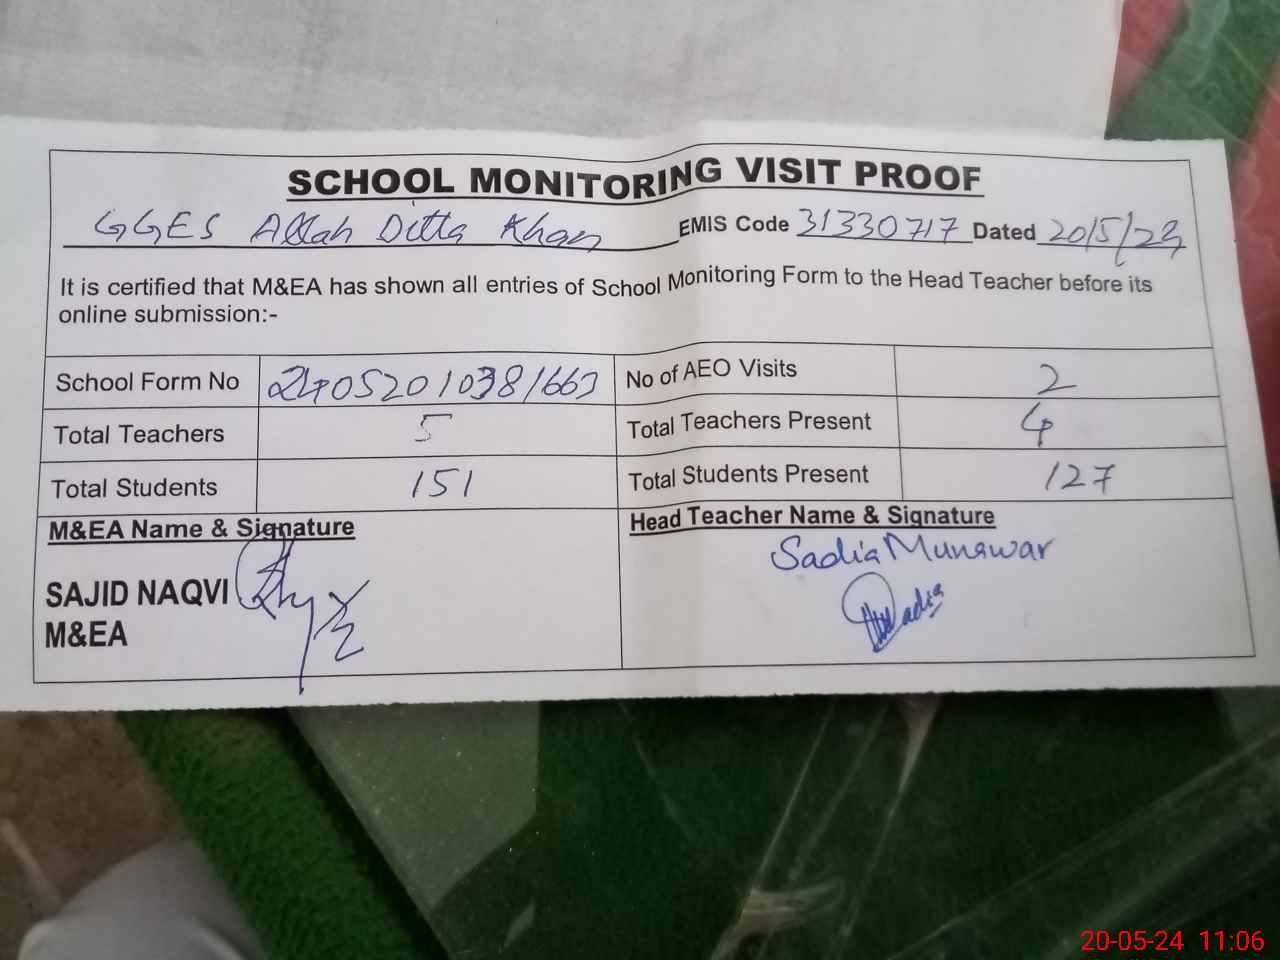 SCHOOL MONITORING VISIT PROOF
GGES Allah Ditta Khan EMIS Code 31330717 Dated 20/5/24
It is certified that M&EA has shown all entries of School Monitoring Form to the Head Teacher before its
online submission:-
School Form No 24052010381663 No of AEO Visits 2
Total Teachers 5 Total Teachers Present 4
Total Students 151 Total Students Present 127
M&EA Name & Signature Head Teacher Name & Signature
Sadia Munawar
SAJID NAQVI
M&EA
20-05-24 11:06